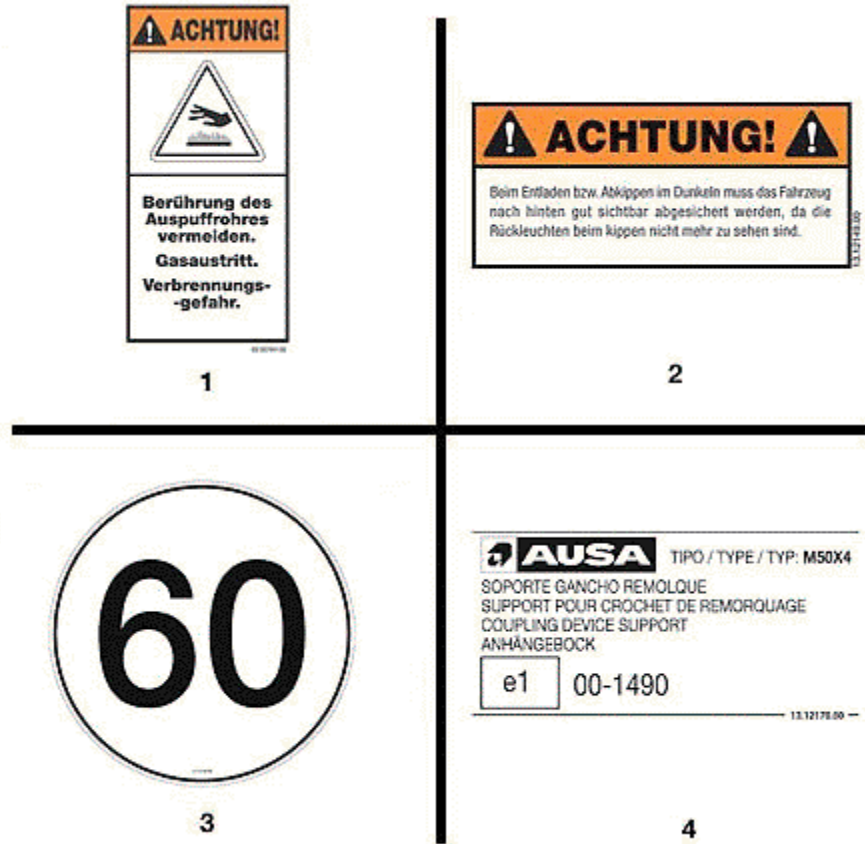 ACHTUNG!
Berührung des
Auspuffrohres
vermeiden.
Gasaustritt.
Verbrennungs-
-gefahr.
1
ACHTUNG!
Beim Entladen bzw. Abkippen im Dunkeln muss das Fahrzeug
nach hinten gut sichtbar abgesichert werden, da die
Rückleuchten beim kippen nicht mehr zu sehen sind.
13.12149.00
2
60
3
AUSA TIPO / TYPE / TYP: M50X4
SOPORTE GANCHO REMOLQUE
SUPPORT POUR CROCHET DE REMORQUAGE
COUPLING DEVICE SUPPORT
ANHÄNGEBOCK
e1 00-1490
13.12170.00
4